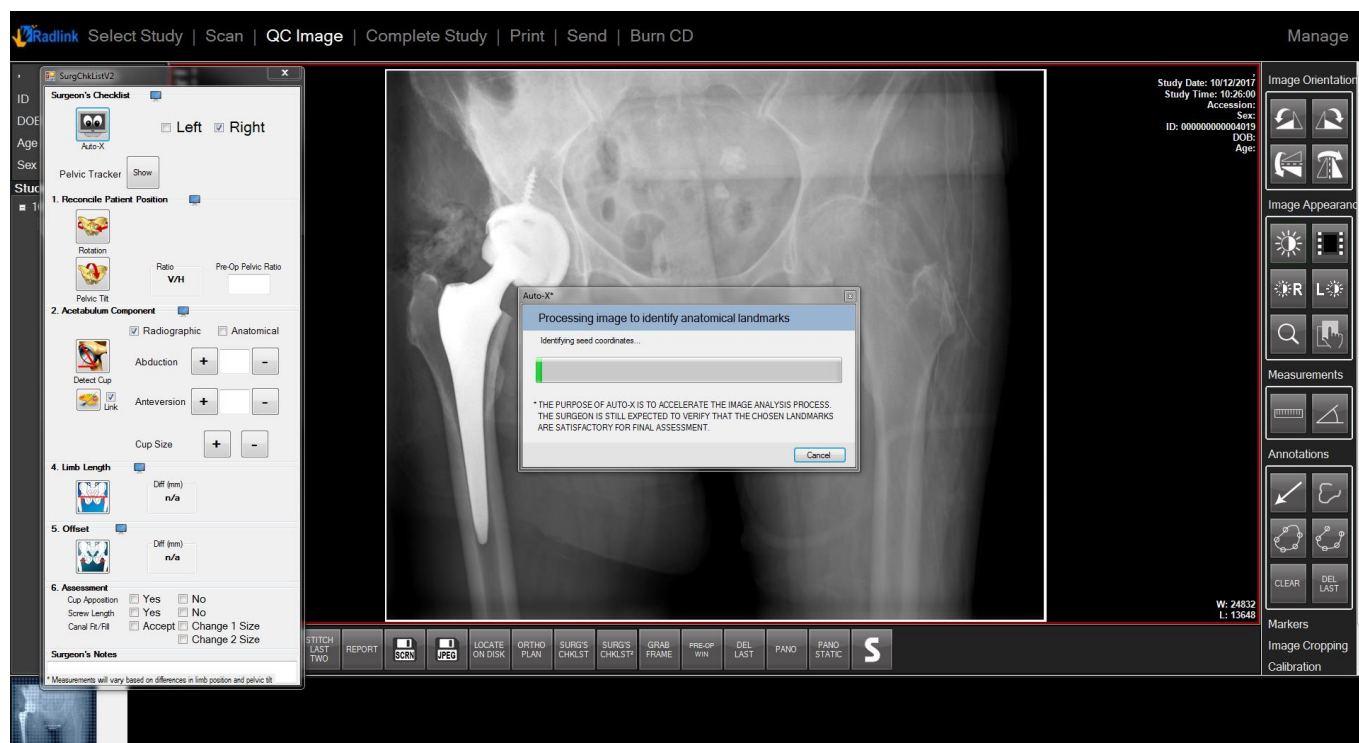 Radlink Select Study | Scan | QC Image | Complete Study | Print | Send | Burn CD Manage
SurgChkListV2 x
Surgeon's Checklist
Auto-X
Left Right
Pelvic Tracker Show
1. Reconcile Patient Position
Rotation
Ratio Pre-Op Pelvic Ratio
V/H
Pelvic Tilt
2. Acetabulum Component
Radiographic Anatomical
Abduction + -
Detect Cup
Link
Anteversion + -
Cup Size + -
4. Limb Length
Diff (mm)
n/a
5. Offset
Diff (mm)
n/a
6. Assessment
Cup Apposition Yes No
Screw Length Yes No
Canal Fit/Fill Accept Change 1 Size
Change 2 Size
Surgeon's Notes
* Measurements will vary based on differences in limb position and pelvic tilt
ID
DOB
Age
Sex
Study Date: 10/12/2017
Study Time: 10:26:00
Accession:
Sex:
ID: 000000000004019
DOB:
Age:
Auto-X*
Processing image to identify anatomical landmarks
Identifying seed coordinates...
* THE PURPOSE OF AUTO-X IS TO ACCELERATE THE IMAGE ANALYSIS PROCESS.
THE SURGEON IS STILL EXPECTED TO VERIFY THAT THE CHOSEN LANDMARKS
ARE SATISFACTORY FOR FINAL ASSESSMENT.
Cancel
W: 24832
L: 13648
Image Orientation
Image Appearanc
R L
Measurements
Annotations
CLEAR
DEL
LAST
Markers
Image Cropping
Calibration
STITCH
LAST
TWO
REPORT
SCRN
JPEG
LOCATE
ON DISK
ORTHO
PLAN
SURG'S
CHKLST
SURG'S
CHKLST²
GRAB
FRAME
PRE-OP
WIN
DEL
LAST
PANO
PANO
STATIC
S